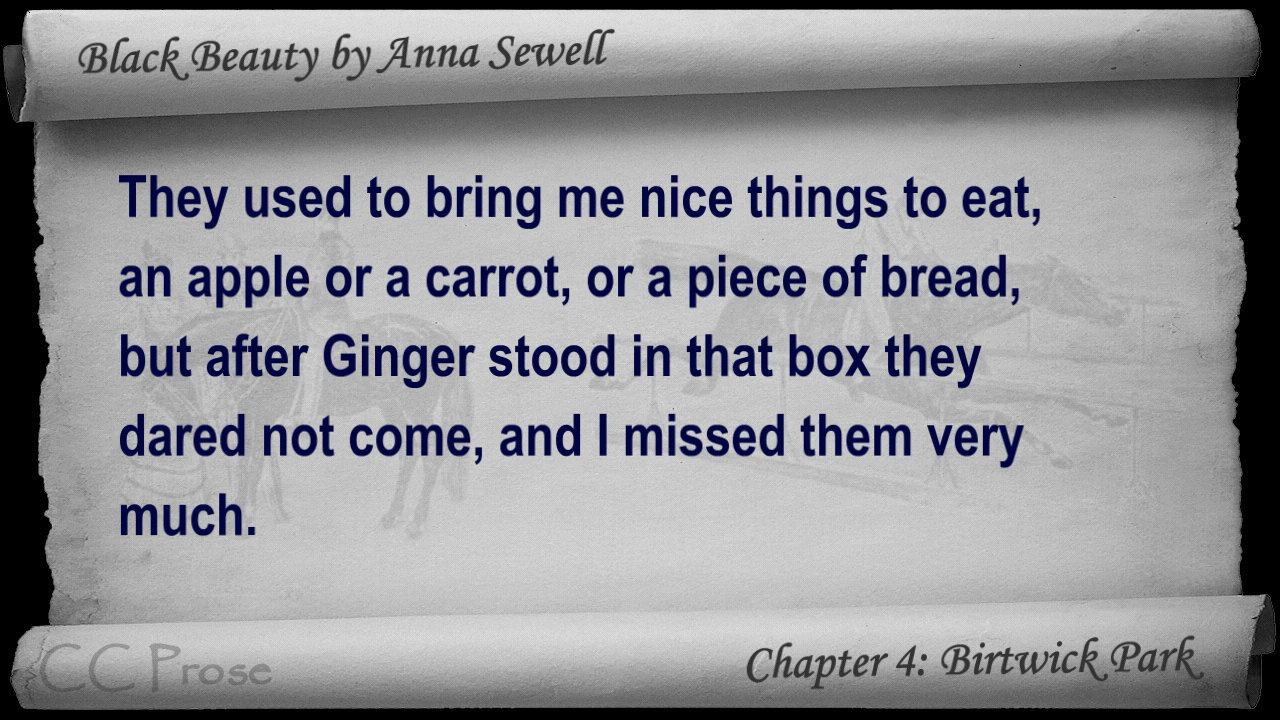 Black Beauty by Anna Sewell
They used to bring me nice things to eat,
an apple or a carrot, or a piece of bread,
but after Ginger stood in that box they
dared not come, and I missed them very
much.
CC Prose
Chapter 4: Birtwick Park